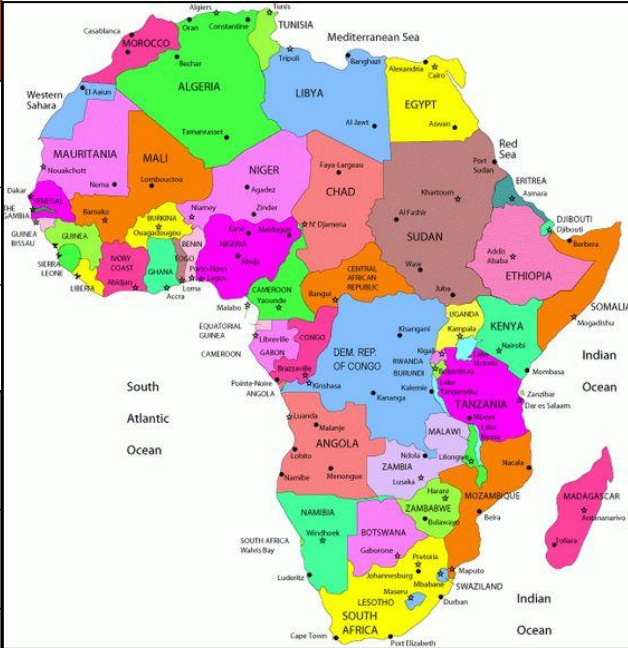 Algiers
Tunis
Oran
Constantine
TUNISIA
Casablanca
MOROCCO
Mediterranean Sea
Tripoli
Banghazi
Alexandria
Cairo
Bechar
ALGERIA
LIBYA
EGYPT
Western
Sahara
El Aaiun
Al Jawt
Aswan
Tamanrasset
Red
Sea
MAURITANIA
MALI
NIGER
Faya-Largeau
Port
Sudan
Nouakchott
Nema
Lombouctou
Agadez
CHAD
Khartoum
ERITREA
Asmara
Dakar
SENEGAL
THE
GAMBIA
Bamako
BURKINA
Ouagadougou
Niamey
Zinder
N'Djamena
Al Fashir
SUDAN
DJIBOUTI
Djibouti
Berbera
GUINEA
BISSAU
GUINEA
BENIN
Kano
Maiduguri
NIGERIA
Abuja
Addis
Ababa
ETHIOPIA
SIERRA
LEONE
IVORY
COAST
GHANA
TOGO
Porto-Novo
Lagos
CENTRAL
AFRICAN
REPUBLIC
Waw
LIBERIA
Abidjan
Accra
Loma
CAMEROON
Yaounde
Bangui
Juba
SOMALIA
Malabo
UGANDA
Kampala
KENYA
Mogadishu
EQUATORIAL
GUINEA
Libreville
CONGO
Kisangani
Nairobi
CAMEROON
GABON
DEM. REP.
OF CONGO
Kigali
RWANDA
BURUNDI
Lake
Indian
Ocean
Brazzaville
Mombasa
Pointe-Noire
Kinshasa
Kalemie
Lake
Tanganyika
Zanzibar
ANGOLA
Kananga
TANZANIA
Dar es Salaam
South
Atlantic
Ocean
Luanda
Malanje
Mbeya
Lake
ANGOLA
MALAWI
Lobito
Ndola
Lilongwe
Nacala
Namibe
Menongue
ZAMBIA
Lusaka
MOZAMBIQUE
MADAGASCAR
Antananarivo
NAMIBIA
Harare
ZIMBABWE
Beira
Bulawayo
SOUTH AFRICA
Walvis Bay
Windhoek
BOTSWANA
Toliara
Gaborone
Pretoria
Luderitz
Johannesburg
Maputo
Mbabane
SWAZILAND
Maseru
LESOTHO
Durban
Indian
Ocean
SOUTH
AFRICA
Cape Town
Port Elizabeth